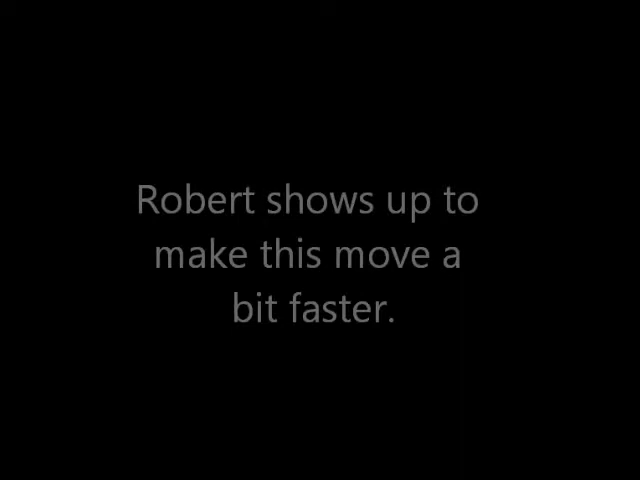 Robert shows up to
make this move a
bit faster.